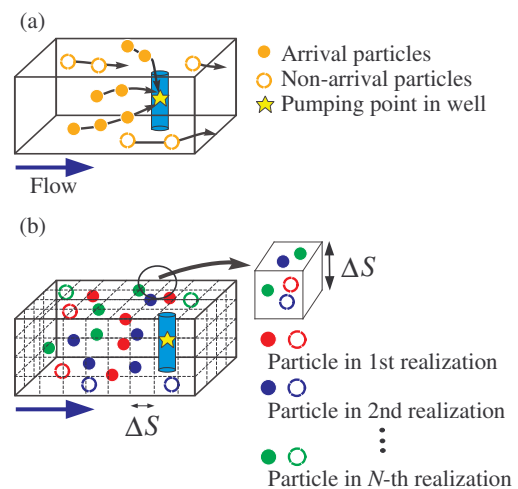 (a)
Arrival particles
Non-arrival particles
Pumping point in well
Flow
(b)
ΔS
Particle in 1st realization
Particle in 2nd realization
ΔS
Particle in N-th realization